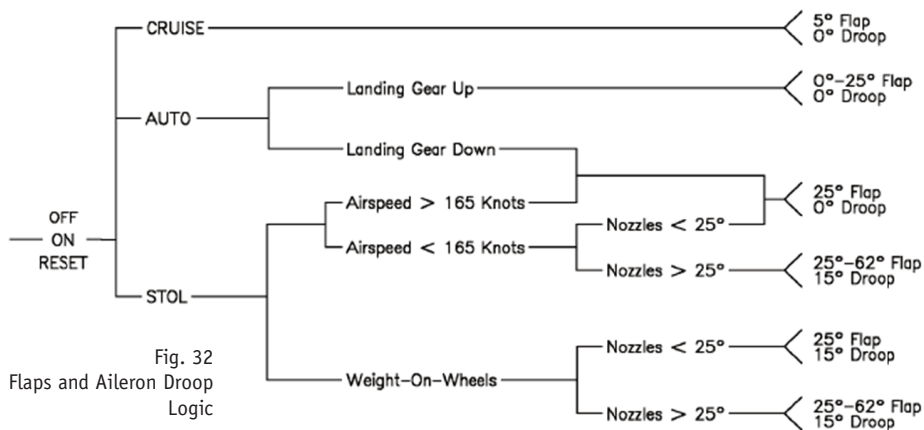 CRUISE
5° Flap
0° Droop
AUTO
Landing Gear Up
0°-25° Flap
0° Droop
Landing Gear Down
OFF
ON
RESET
25° Flap
0° Droop
STOL
Airspeed > 165 Knots
Airspeed < 165 Knots
Nozzles < 25°
Nozzles > 25°
25°-62° Flap
15° Droop
Weight-On-Wheels
Nozzles < 25°
25° Flap
15° Droop
Nozzles > 25°
25°-62° Flap
15° Droop
Fig. 32
Flaps and Aileron Droop
Logic